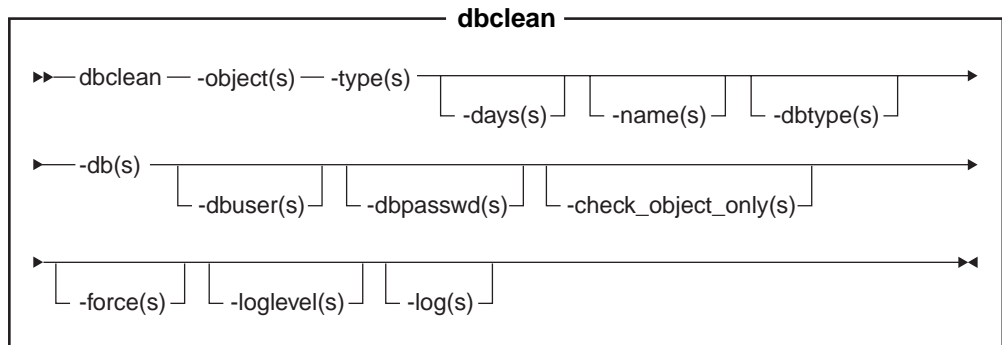 dbclean
dbclean -object(s) -type(s)
-days(s) -name(s) -dbtype(s)
-db(s)
-dbuser(s) -dbpasswd(s) -check_object_only(s)
-force(s) -loglevel(s) -log(s)